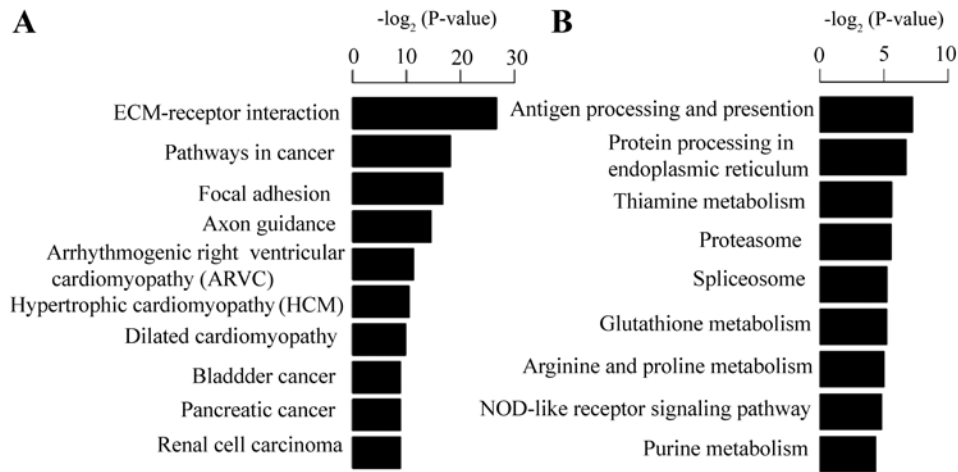 A
-log2 (P-value)
0 10 20 30
ECM-receptor interaction
Pathways in cancer
Focal adhesion
Axon guidance
Arrhythmogenic right ventricular
cardiomyopathy (ARVC)
Hypertrophic cardiomyopathy (HCM)
Dilated cardiomyopathy
Bladdder cancer
Pancreatic cancer
Renal cell carcinoma
B
-log2 (P-value)
0 5 10
Antigen processing and presention
Protein processing in
endoplasmic reticulum
Thiamine metabolism
Proteasome
Spliceosome
Glutathione metabolism
Arginine and proline metabolism
NOD-like receptor signaling pathway
Purine metabolism